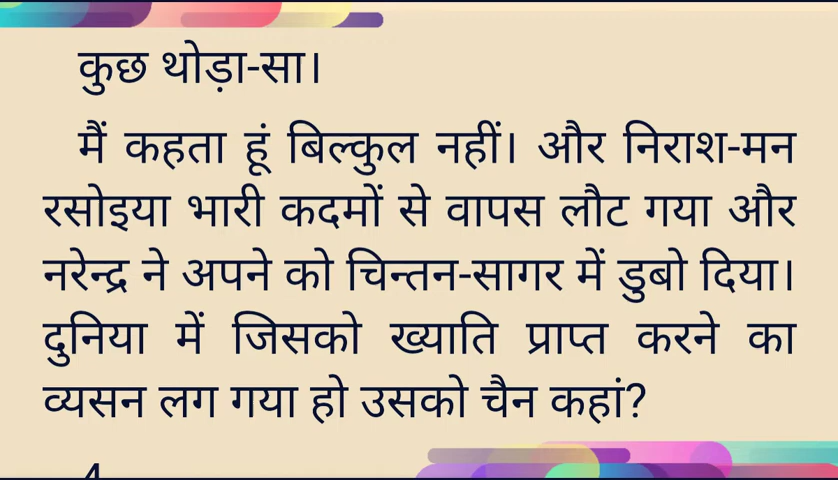 कुछ थोड़ा-सा।
मैं कहता हूं बिल्कुल नहीं। और निराश-मन
रसोइया भारी कदमों से वापस लौट गया और
नरेन्द्र ने अपने को चिन्तन-सागर में डुबो दिया।
दुनिया में जिसको ख्याति प्राप्त करने का
व्यसन लग गया हो उसको चैन कहां?